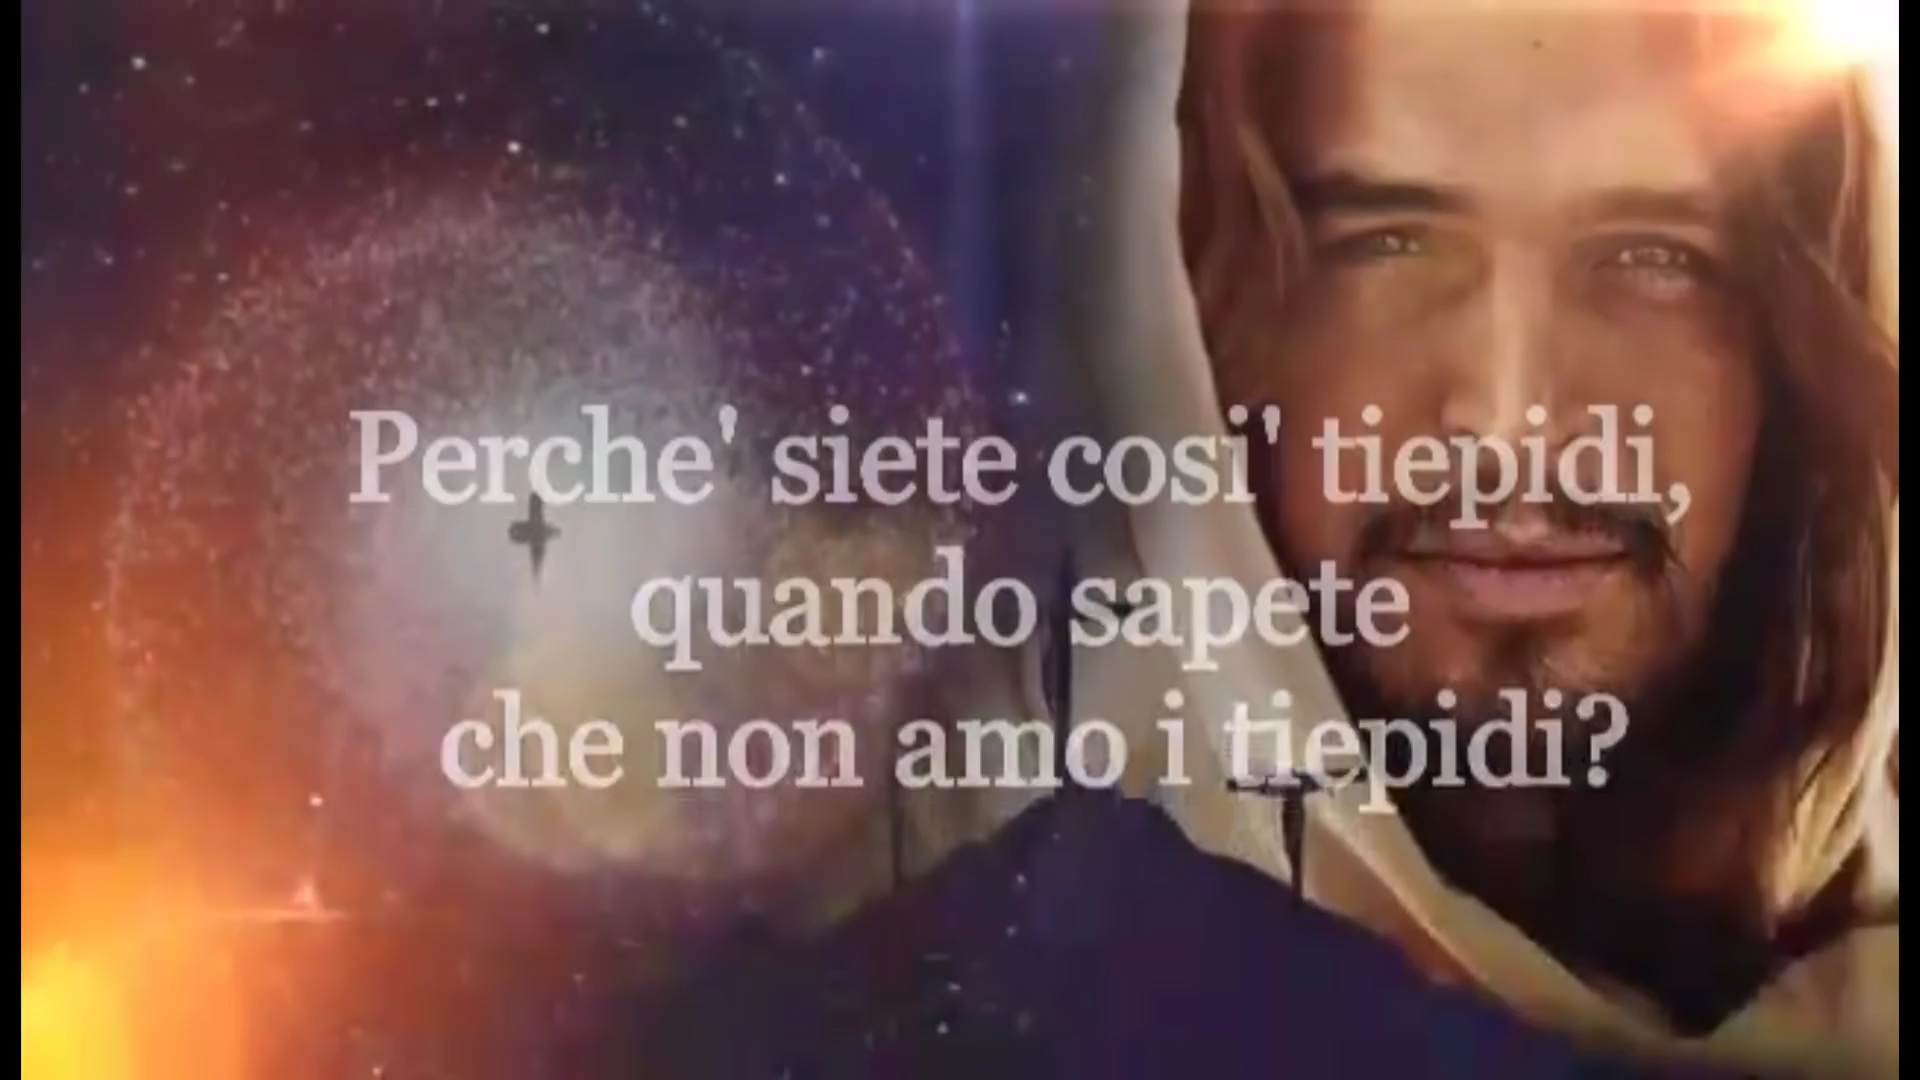 Perche' siete cosi' tiepidi,
quando sapete
che non amo i tiepidi?